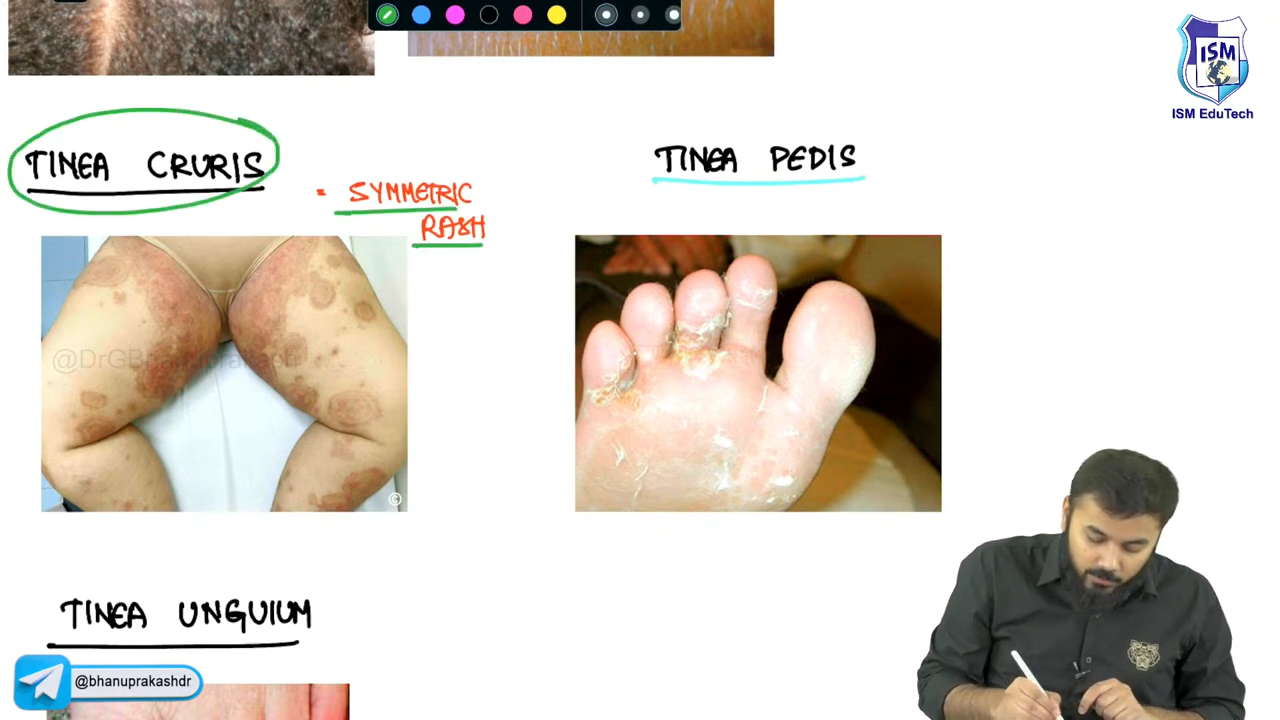 ISM
ISM EduTech
TINEA CRURIS
TINEA PEDIS
SYMMETRIC
RASH
©
TINEA UNGUIUM
@bhanuprakashdr